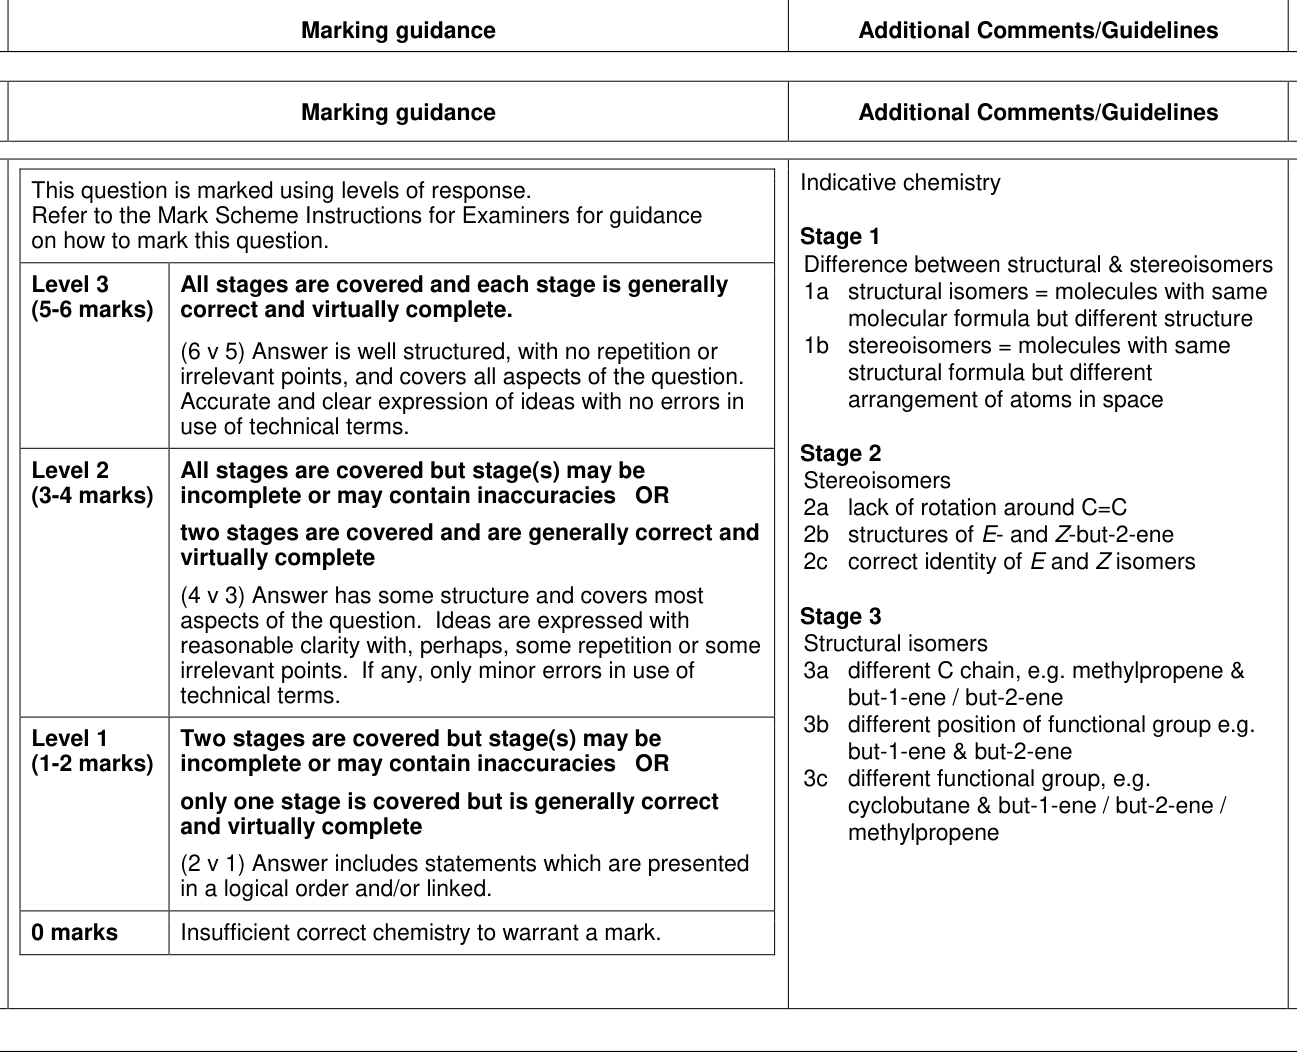 Marking guidance
Additional Comments/Guidelines
Marking guidance
Additional Comments/Guidelines
This question is marked using levels of response.
Refer to the Mark Scheme Instructions for Examiners for guidance
on how to mark this question.
Level 3
(5-6 marks)
All stages are covered and each stage is generally
correct and virtually complete.
(6 v 5) Answer is well structured, with no repetition or
irrelevant points, and covers all aspects of the question.
Accurate and clear expression of ideas with no errors in
use of technical terms.
Level 2
(3-4 marks)
All stages are covered but stage(s) may be
incomplete or may contain inaccuracies OR
two stages are covered and are generally correct and
virtually complete
(4 v 3) Answer has some structure and covers most
aspects of the question. Ideas are expressed with
reasonable clarity with, perhaps, some repetition or some
irrelevant points. If any, only minor errors in use of
technical terms.
Level 1
(1-2 marks)
Two stages are covered but stage(s) may be
incomplete or may contain inaccuracies OR
only one stage is covered but is generally correct
and virtually complete
(2 v 1) Answer includes statements which are presented
in a logical order and/or linked.
0 marks
Insufficient correct chemistry to warrant a mark.
Indicative chemistry
Stage 1
Difference between structural & stereoisomers
1a structural isomers = molecules with same
molecular formula but different structure
1b stereoisomers = molecules with same
structural formula but different
arrangement of atoms in space
Stage 2
Stereoisomers
2a lack of rotation around C=C
2b structures of E- and Z-but-2-ene
2c correct identity of E and Z isomers
Stage 3
Structural isomers
3a different C chain, e.g. methylpropene &
but-1-ene / but-2-ene
3b different position of functional group e.g.
but-1-ene & but-2-ene
3c different functional group, e.g.
cyclobutane & but-1-ene / but-2-ene /
methylpropene